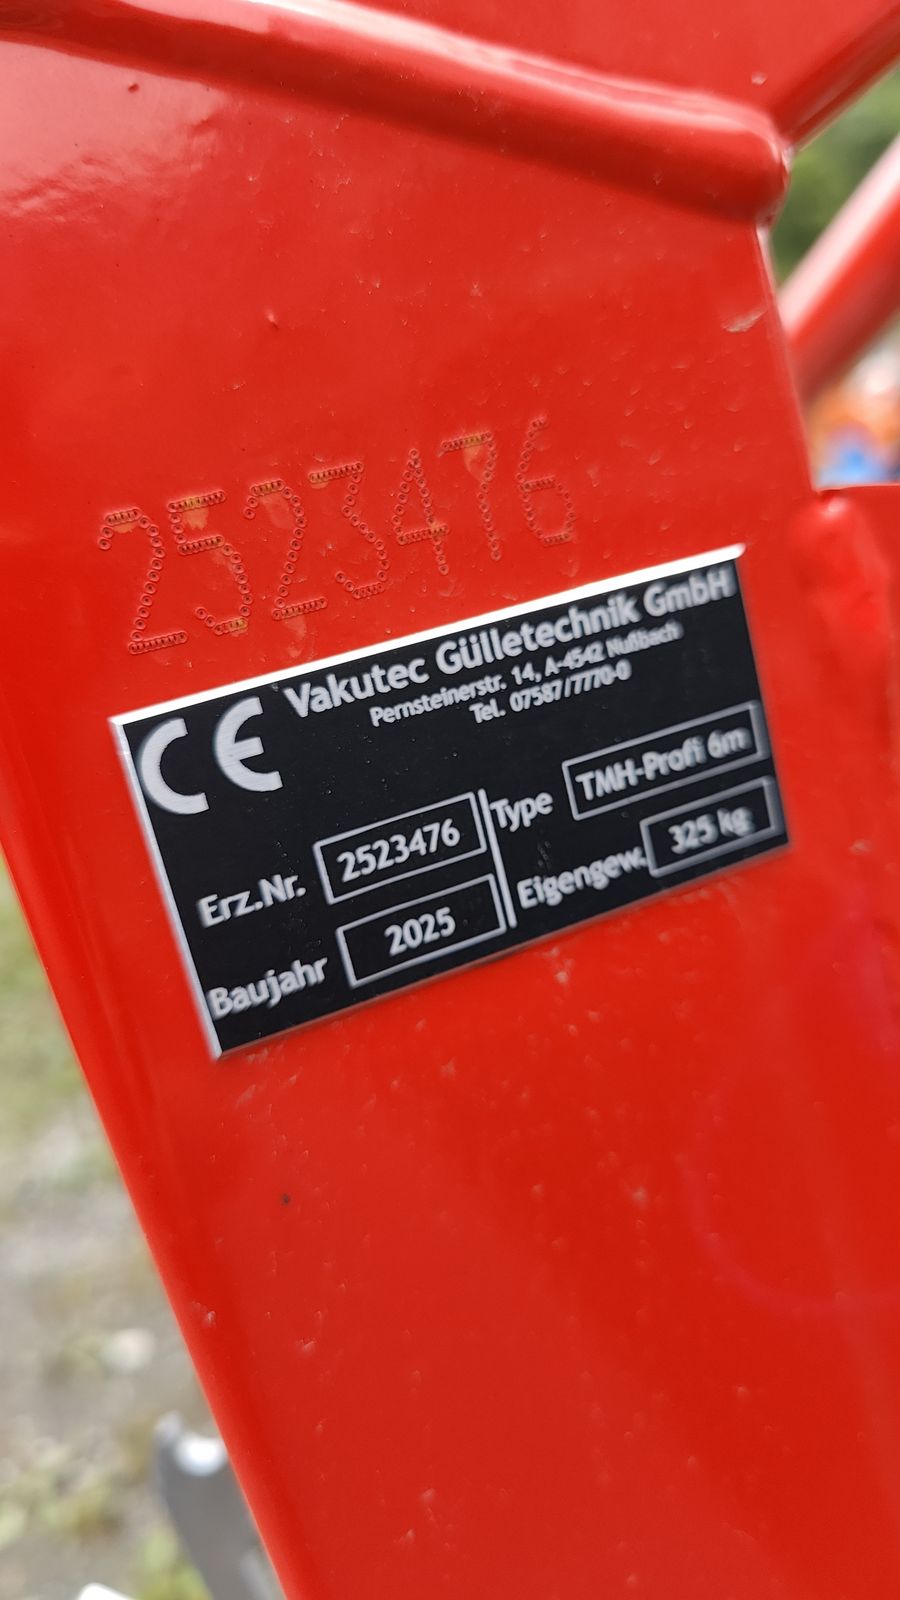 2523476
CE
Vakutec Gülletechnik GmbH
Pernsteinerstr. 14, A-4542 Nußbach
Tel. 07587/7770-0
Erz.Nr. 2523476 Type TMH-Profi 6m
Baujahr 2025 Eigengew. 325 kg